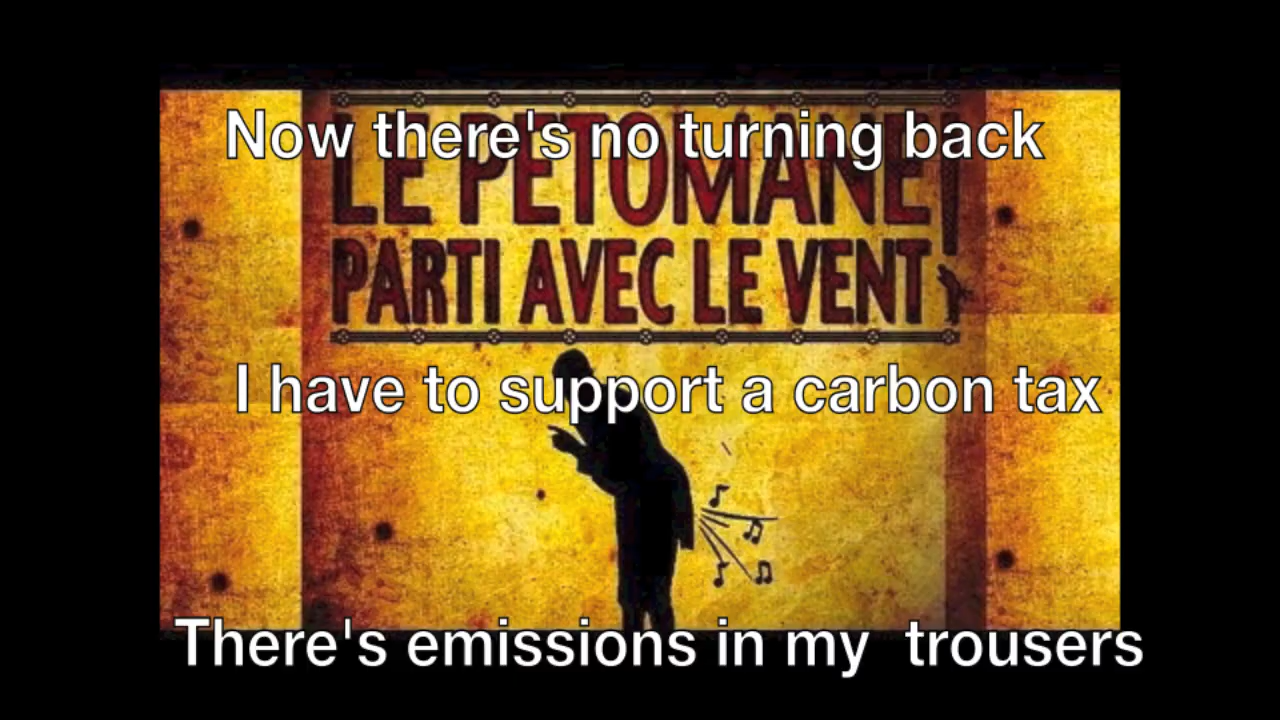 Now there's no turning back
LE PETOMANE!
PARTI AVEC LE VENT
I have to support a carbon tax
There's emissions in my trousers